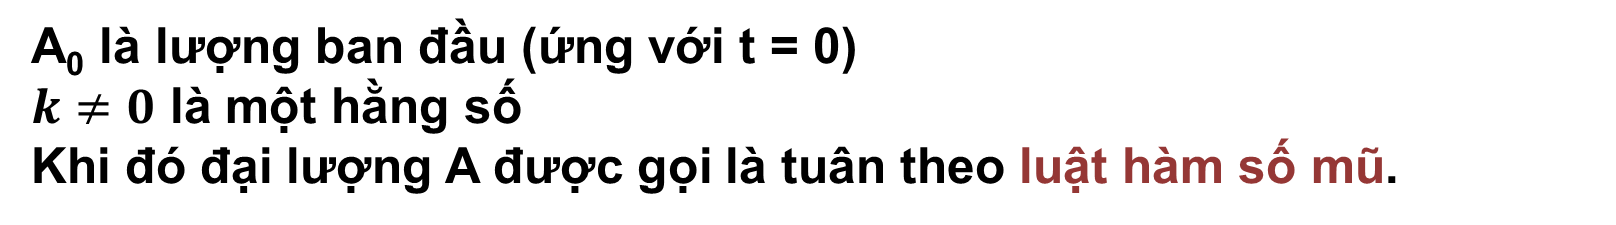 A₀ là lượng ban đầu (ứng với t = 0)
k ≠ 0 là một hằng số
Khi đó đại lượng A được gọi là tuân theo luật hàm số mũ.